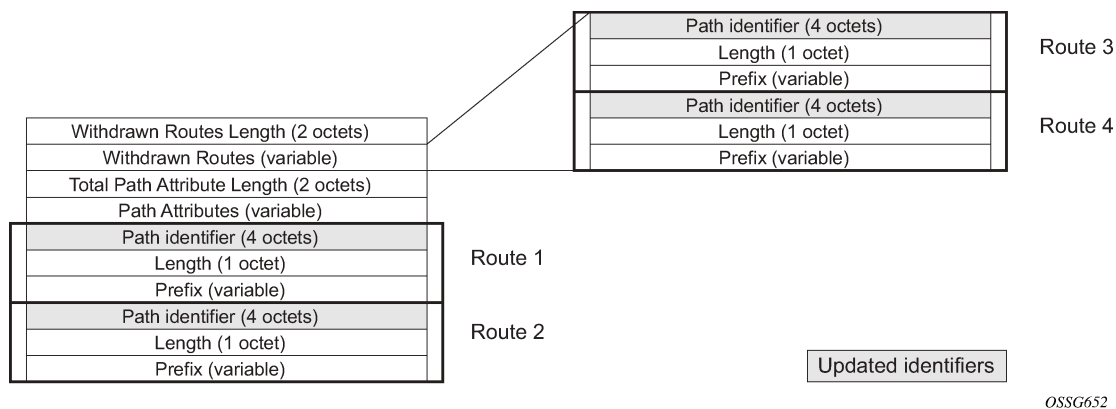 Withdrawn Routes Length (2 octets)
Withdrawn Routes (variable)
Total Path Attribute Length (2 octets)
Path Attributes (variable)
Path identifier (4 octets)
Length (1 octet)
Prefix (variable)
Route 1
Path identifier (4 octets)
Length (1 octet)
Prefix (variable)
Route 2
Path identifier (4 octets)
Length (1 octet)
Prefix (variable)
Route 3
Path identifier (4 octets)
Length (1 octet)
Prefix (variable)
Route 4
Updated identifiers
OSSG652